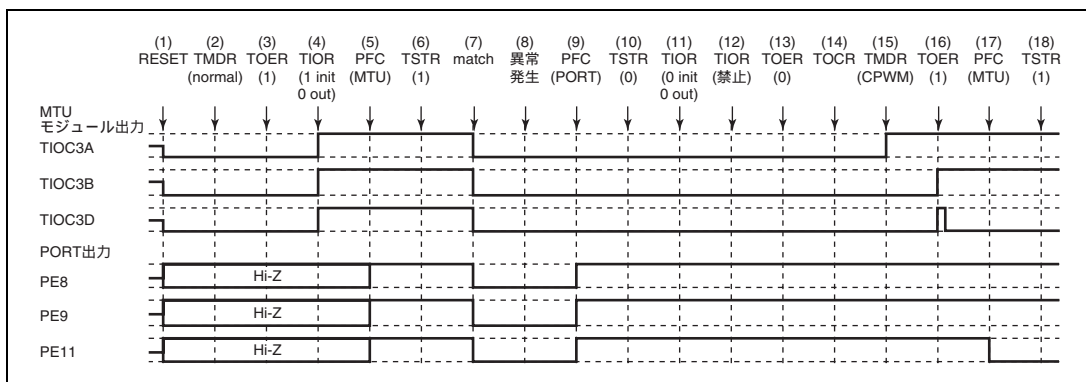 (1) (2) (3) (4) (5) (6) (7) (8) (9) (10) (11) (12) (13) (14) (15) (16) (17) (18)
RESET TMDR TOER TIOR PFC TSTR match 異常 PFC TSTR TIOR TIOR TOER TOCR TMDR TOER PFC TSTR
(normal) (1) (1 init (MTU) (1) 発生 (PORT) (0) (0 init (禁止) (0) (CPWM) (1) (MTU) (1)
0 out) 0 out)
MTU
モジュール出力
TIOC3A
TIOC3B
TIOC3D
PORT出力
PE8 Hi-Z
PE9 Hi-Z
PE11 Hi-Z